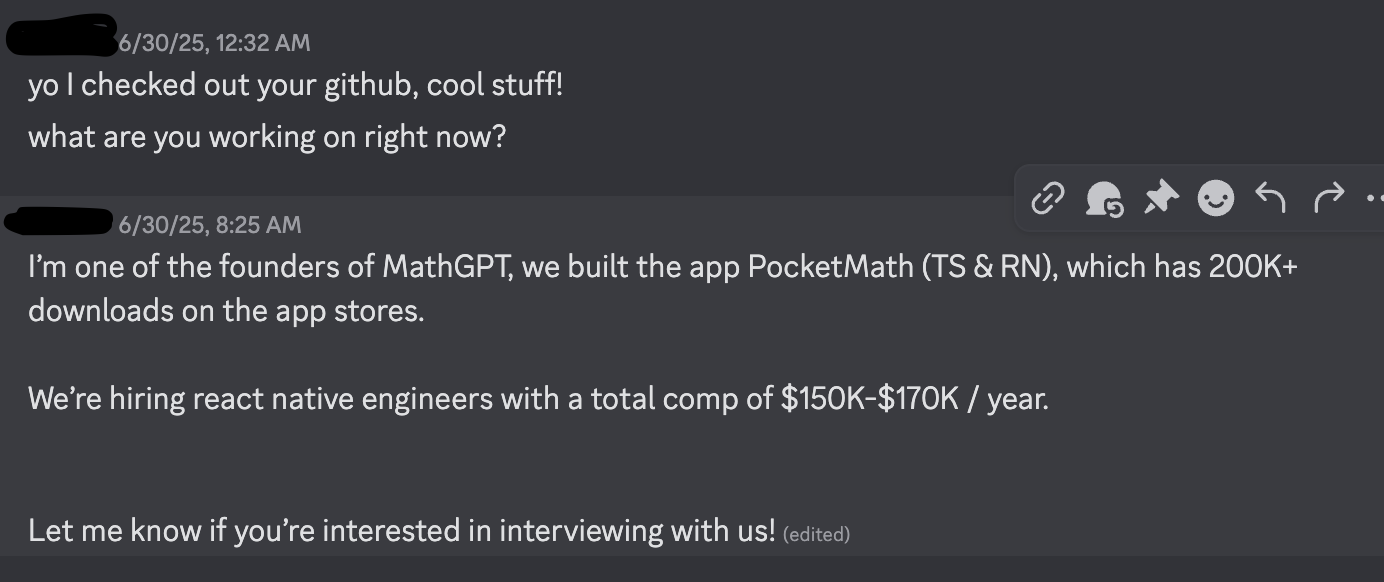 6/30/25, 12:32 AM
yo I checked out your github, cool stuff!
what are you working on right now?
6/30/25, 8:25 AM
I’m one of the founders of MathGPT, we built the app PocketMath (TS & RN), which has 200K+
downloads on the app stores.
We’re hiring react native engineers with a total comp of $150K-$170K / year.
Let me know if you’re interested in interviewing with us! (edited)